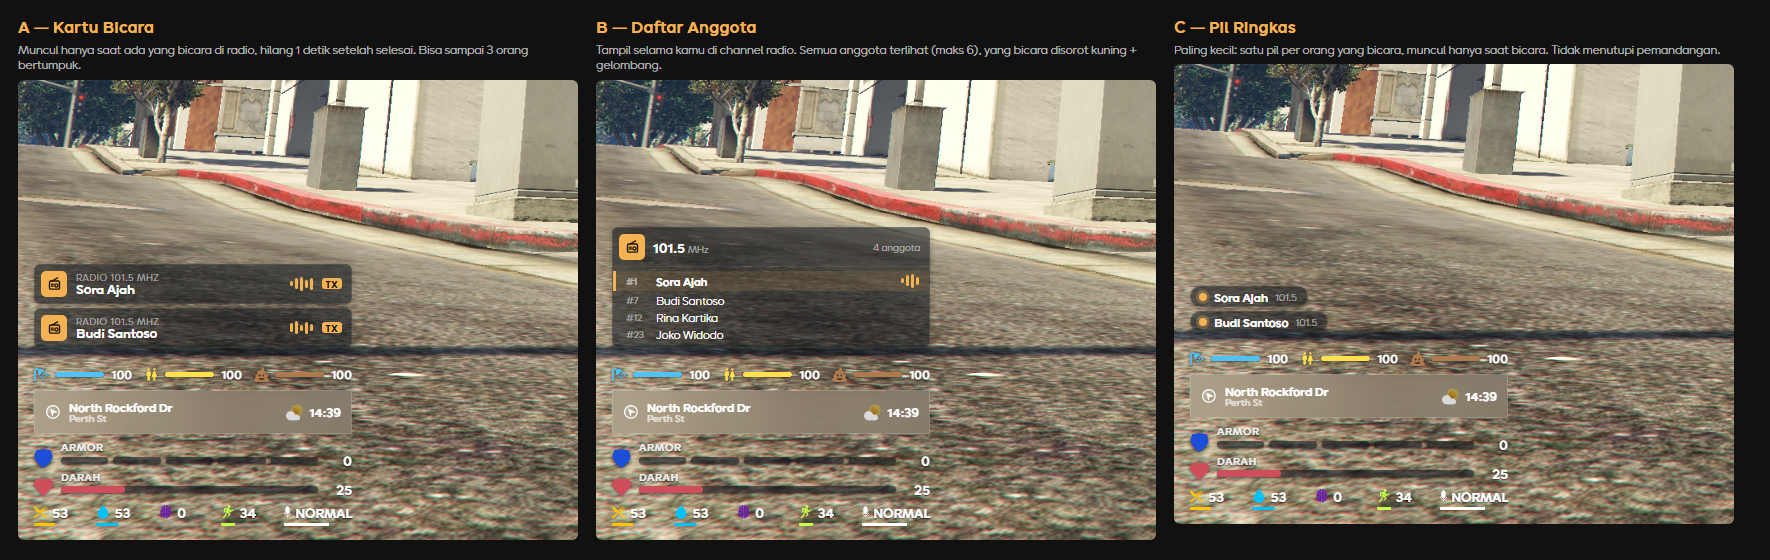 A — Kartu Bicara
Muncul hanya saat ada yang bicara di radio, hilang 1 detik setelah selesai. Bisa sampai 3 orang
bertumpuk.
RADIO 101.5 MHZ
Sora Ajah
TX
RADIO 101.5 MHZ
Budi Santoso
TX
100
100
100
North Rockford Dr
Perth St
14:39
ARMOR
0
DARAH
25
53
53
0
34
NORMAL
B — Daftar Anggota
Tampil selama kamu di channel radio. Semua anggota terlihat (maks 6), yang bicara disorot kuning +
gelombang.
101.5 MHz
4 anggota
#1 Sora Ajah
#7 Budi Santoso
#12 Rina Kartika
#23 Joko Widodo
100
100
100
North Rockford Dr
Perth St
14:39
ARMOR
0
DARAH
25
53
53
0
34
NORMAL
C — Pil Ringkas
Paling kecil: satu pil per orang yang bicara, muncul hanya saat bicara. Tidak menutupi pemandangan.
Sora Ajah 101.5
Budi Santoso 101.5
100
100
100
North Rockford Dr
Perth St
14:39
ARMOR
0
DARAH
25
53
53
0
34
NORMAL